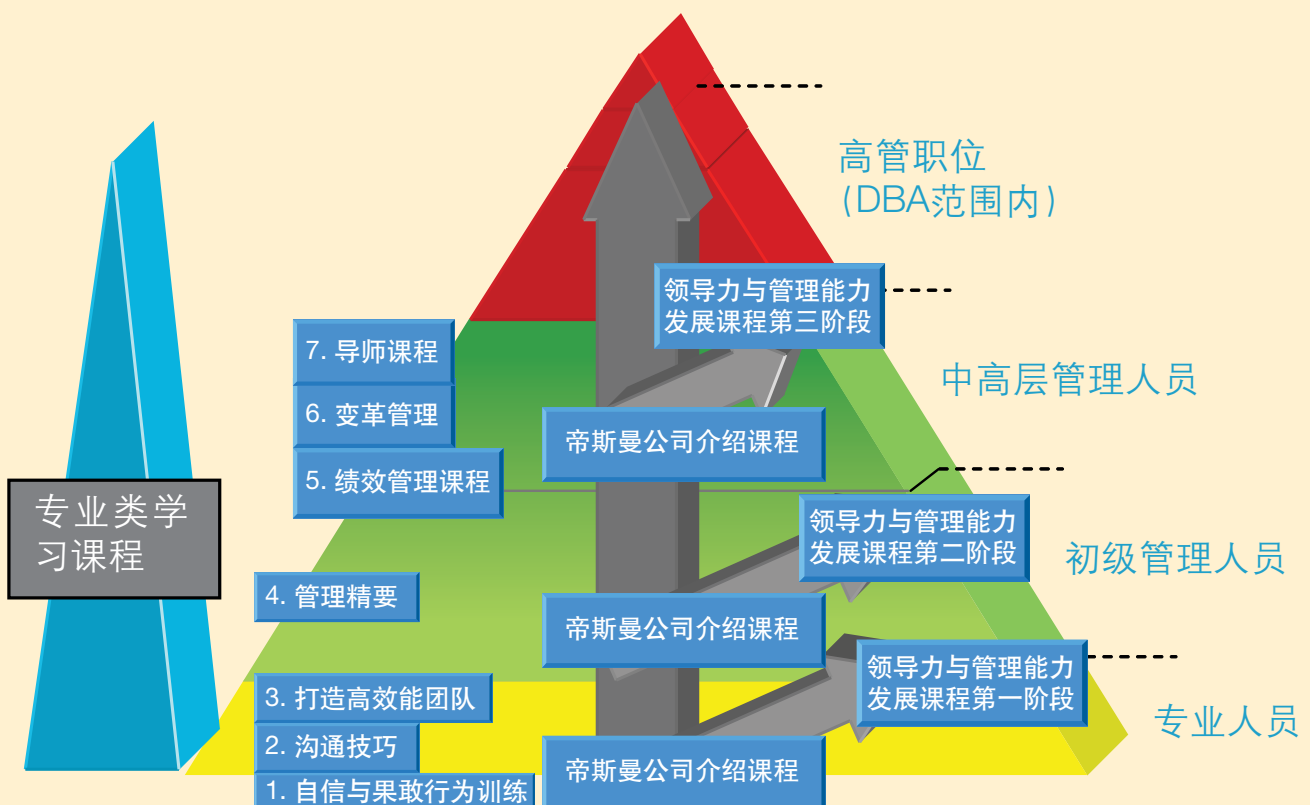 高管职位
(DBA范围内)
领导力与管理能力
发展课程第三阶段
7. 导师课程
中高层管理人员
6. 变革管理
帝斯曼公司介绍课程
5. 绩效管理课程
专业类学
习课程
领导力与管理能力
发展课程第二阶段
初级管理人员
4. 管理精要
帝斯曼公司介绍课程
领导力与管理能力
发展课程第一阶段
3. 打造高效能团队
专业人员
2. 沟通技巧
帝斯曼公司介绍课程
1. 自信与果敢行为训练